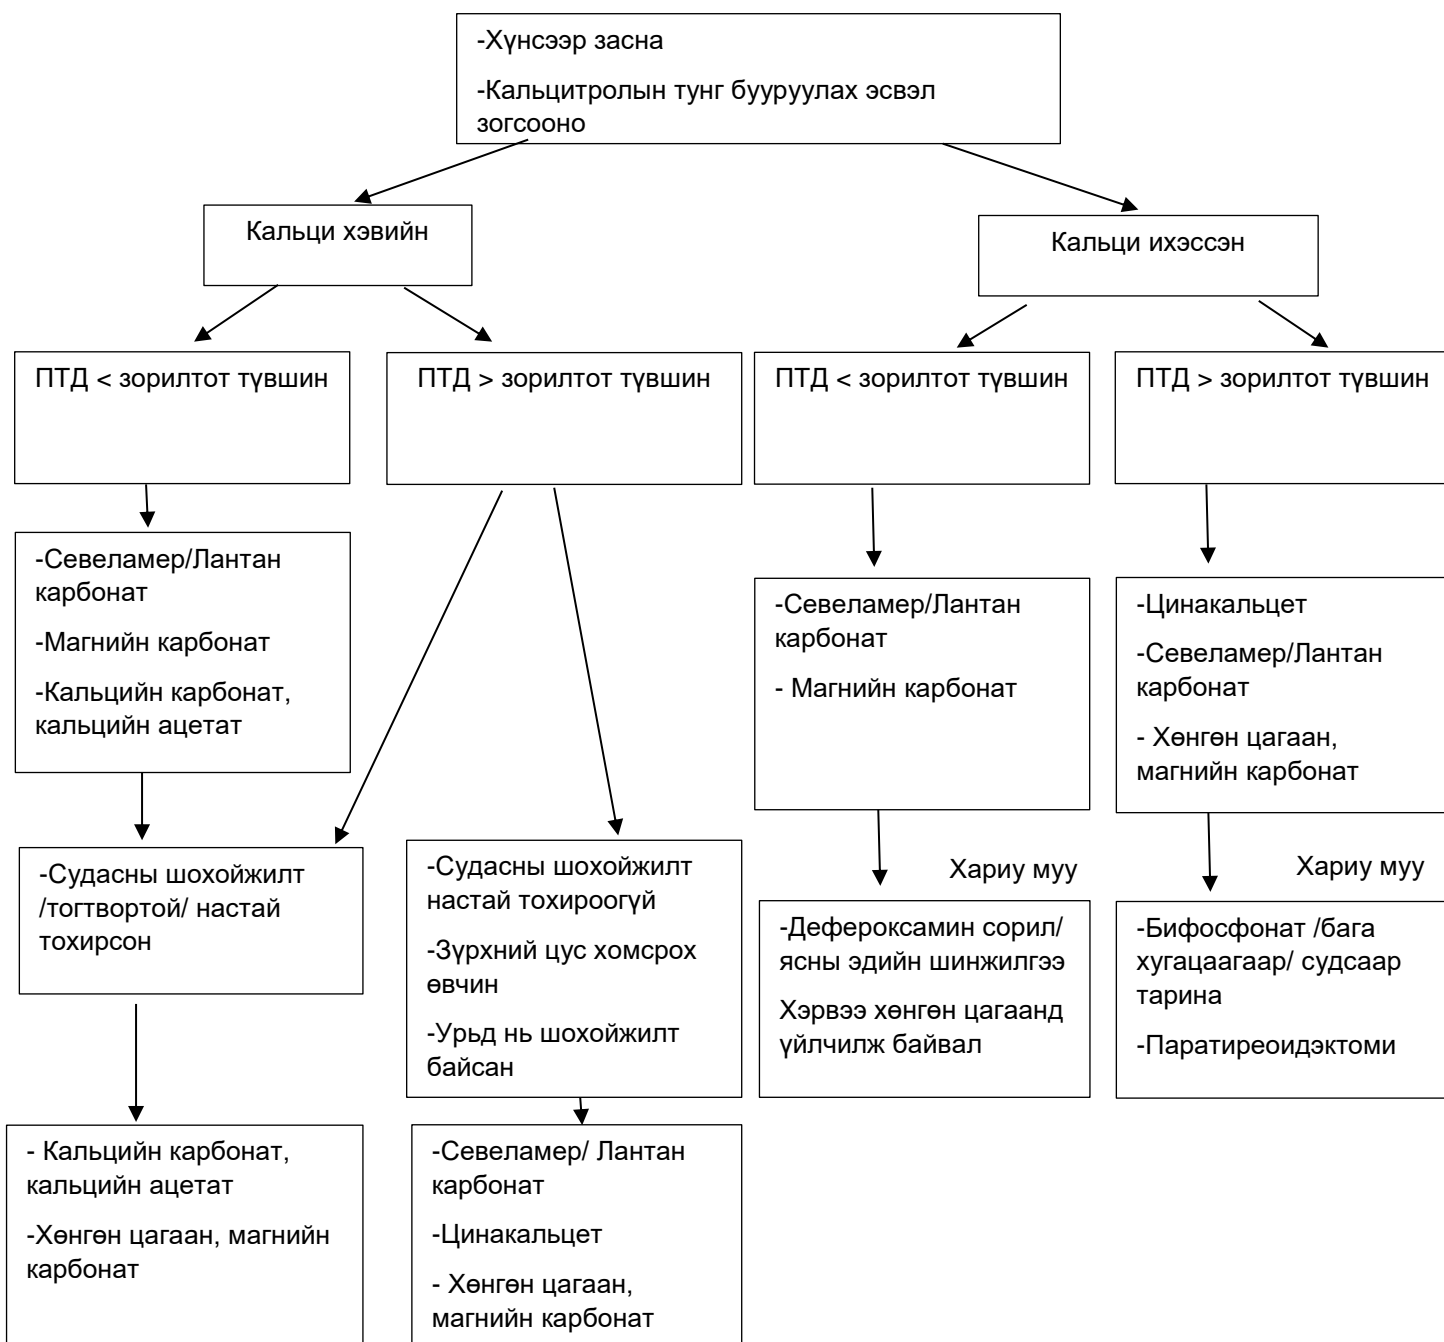 -Хүнсээр засна
-Кальцитролын тунг бууруулах эсвэл
зогсооно
Кальци хэвийн
Кальци ихэссэн
ПТД < зорилтот түвшин
ПТД > зорилтот түвшин
ПТД < зорилтот түвшин
ПТД > зорилтот түвшин
-Севеламер/Лантан
карбонат
-Магнийн карбонат
-Кальцийн карбонат,
кальцийн ацетат
-Севеламер/Лантан
карбонат
- Магнийн карбонат
-Цинакальцет
-Севеламер/Лантан
карбонат
- Хөнгөн цагаан,
магнийн карбонат
-Судасны шохойжилт
/тогтвортой/ настай
тохирсон
-Судасны шохойжилт
настай тохироогүй
-Зүрхний цус хомсрох
өвчин
-Урьд нь шохойжилт
байсан
Хариу муу
-Дефероксамин сорил/
ясны эдийн шинжилгээ
Хэрвээ хөнгөн цагаанд
үйлчилж байвал
Хариу муу
-Бифосфонат /бага
хугацаагаар/ судсаар
тарина
-Паратиреоидэктоми
- Кальцийн карбонат,
кальцийн ацетат
-Хөнгөн цагаан, магнийн
карбонат
-Севеламер/ Лантан
карбонат
-Цинакальцет
- Хөнгөн цагаан,
магнийн карбонат